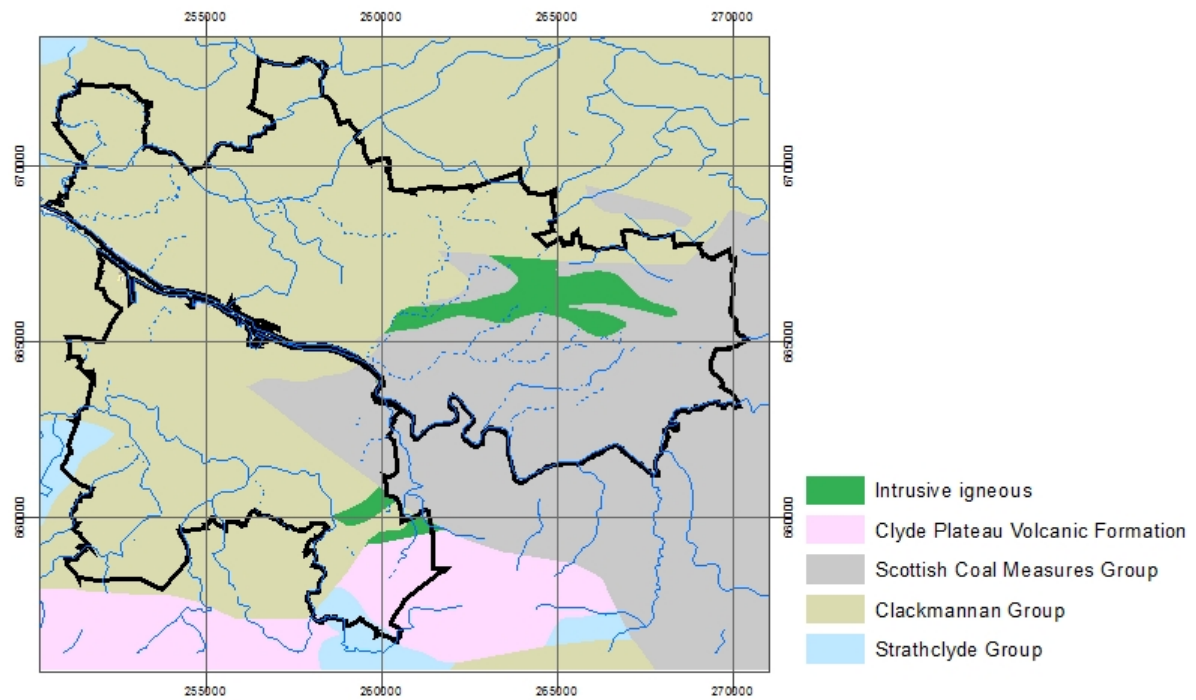 255000 260000 265000 270000
670000 670000
665000 665000
660000 660000
255000 260000 265000 270000
Intrusive igneous
Clyde Plateau Volcanic Formation
Scottish Coal Measures Group
Clackmannan Group
Strathclyde Group